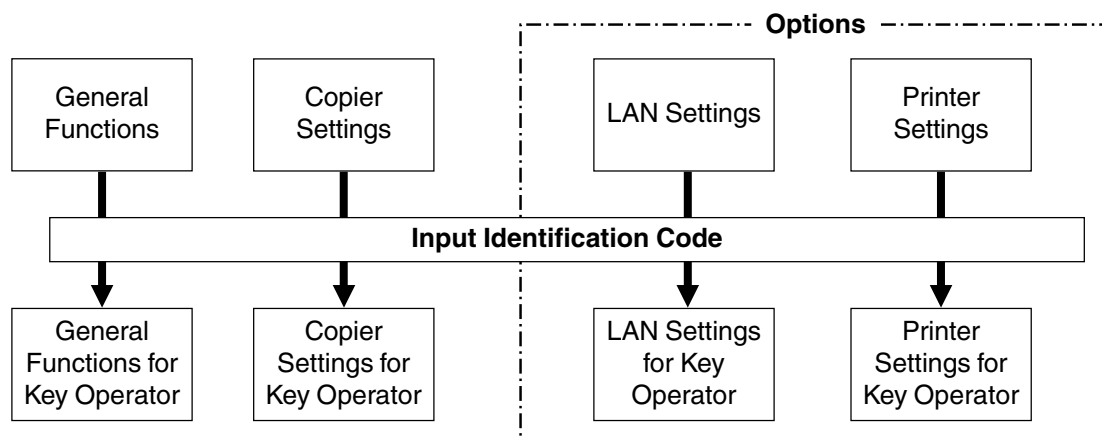 Options
General
Functions
Copier
Settings
LAN Settings
Printer
Settings
Input Identification Code
General
Functions for
Key Operator
Copier
Settings for
Key Operator
LAN Settings
for Key
Operator
Printer
Settings for
Key Operator